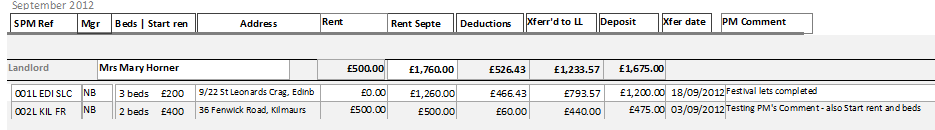 September 2012
SPM Ref Mgr Beds | Start ren Address Rent Rent Septe Deductions Xferr'd to LL Deposit Xfer date PM Comment
Landlord Mrs Mary Horner £500.00 £1,760.00 £526.43 £1,233.57 £1,675.00
001L EDI SLC NB 3 beds £200 9/22 St Leonards Crag, Edinb £0.00 £1,260.00 £466.43 £793.57 £1,200.00 18/09/2012 Festival lets completed
002L KIL FR NB 2 beds £400 36 Fenwick Road, Kilmaurs £500.00 £500.00 £60.00 £440.00 £475.00 03/09/2012 Testing PM's Comment - also Start rent and beds